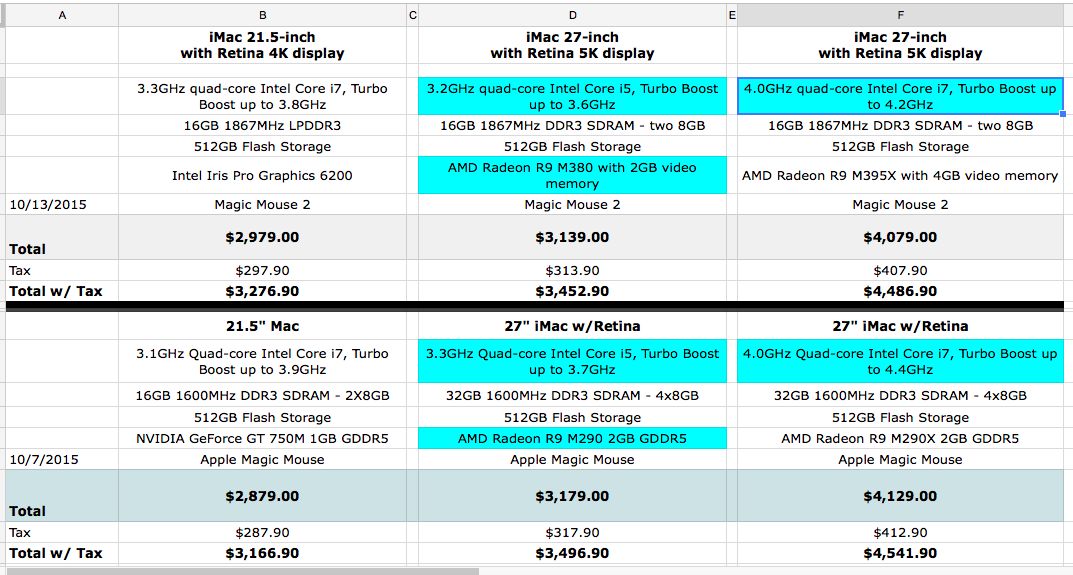 A B C D E F
iMac 21.5-inch
with Retina 4K display
iMac 27-inch
with Retina 5K display
iMac 27-inch
with Retina 5K display
3.3GHz quad-core Intel Core i7, Turbo
Boost up to 3.8GHz
3.2GHz quad-core Intel Core i5, Turbo Boost
up to 3.6GHz
4.0GHz quad-core Intel Core i7, Turbo Boost up
to 4.2GHz
16GB 1867MHz LPDDR3
16GB 1867MHz DDR3 SDRAM - two 8GB
16GB 1867MHz DDR3 SDRAM - two 8GB
512GB Flash Storage
512GB Flash Storage
512GB Flash Storage
Intel Iris Pro Graphics 6200
AMD Radeon R9 M380 with 2GB video
memory
AMD Radeon R9 M395X with 4GB video memory
10/13/2015
Magic Mouse 2
Magic Mouse 2
Magic Mouse 2
Total
$2,979.00
$3,139.00
$4,079.00
Tax
$297.90
$313.90
$407.90
Total w/ Tax
$3,276.90
$3,452.90
$4,486.90
21.5" Mac
27" iMac w/Retina
27" iMac w/Retina
3.1GHz Quad-core Intel Core i7, Turbo
Boost up to 3.9GHz
3.3GHz Quad-core Intel Core i5, Turbo Boost
up to 3.7GHz
4.0GHz Quad-core Intel Core i7, Turbo Boost up
to 4.4GHz
16GB 1600MHz DDR3 SDRAM - 2X8GB
32GB 1600MHz DDR3 SDRAM - 4x8GB
32GB 1600MHz DDR3 SDRAM - 4x8GB
512GB Flash Storage
512GB Flash Storage
512GB Flash Storage
NVIDIA GeForce GT 750M 1GB GDDR5
AMD Radeon R9 M290 2GB GDDR5
AMD Radeon R9 M290X 2GB GDDR5
10/7/2015
Apple Magic Mouse
Apple Magic Mouse
Apple Magic Mouse
Total
$2,879.00
$3,179.00
$4,129.00
Tax
$287.90
$317.90
$412.90
Total w/ Tax
$3,166.90
$3,496.90
$4,541.90